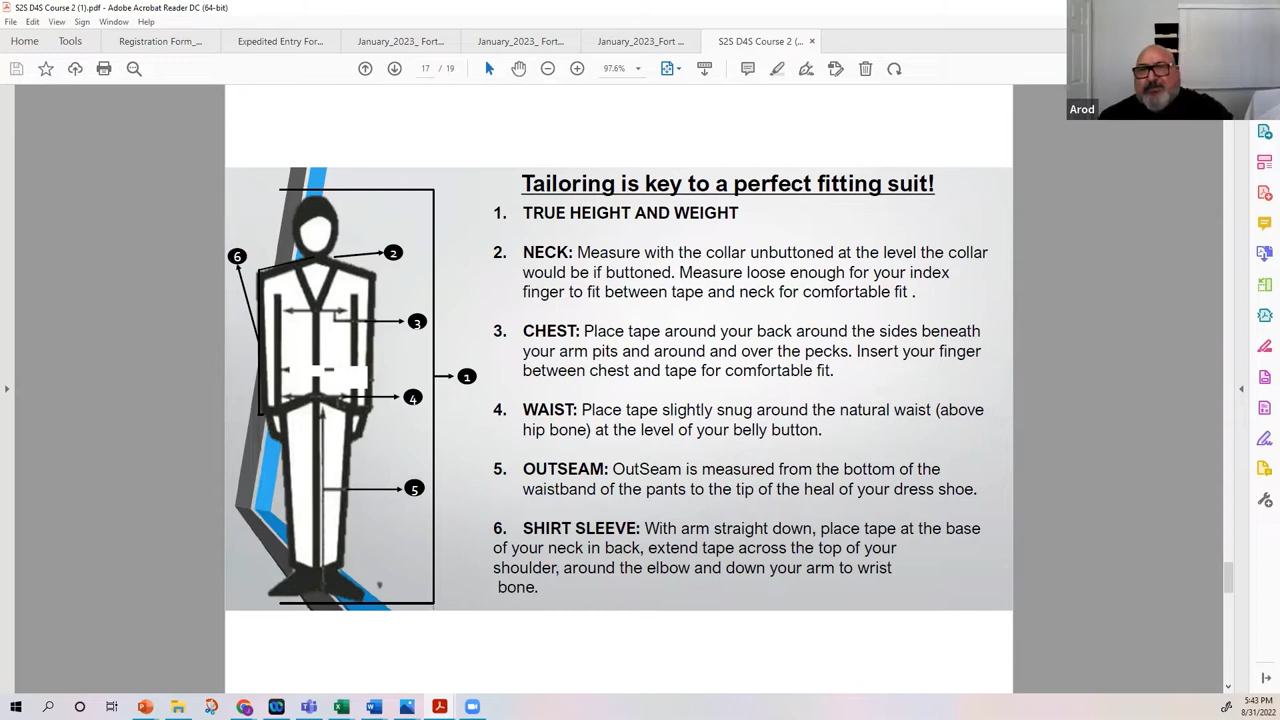 S2S D4S Course 2 (1).pdf - Adobe Acrobat Reader DC (64-bit)
File Edit View Sign Window Help
Home Tools Registration Form_... Expedited Entry For... January_2023_ Fort... January_2023_ Fort... January_2023_Fort ... S2S D4S Course 2 (... ×
17 / 19 97.6%
Arod
Tailoring is key to a perfect fitting suit!
1. TRUE HEIGHT AND WEIGHT
2. NECK: Measure with the collar unbuttoned at the level the collar
would be if buttoned. Measure loose enough for your index
finger to fit between tape and neck for comfortable fit .
3. CHEST: Place tape around your back around the sides beneath
your arm pits and around and over the pecks. Insert your finger
between chest and tape for comfortable fit.
4. WAIST: Place tape slightly snug around the natural waist (above
hip bone) at the level of your belly button.
5. OUTSEAM: OutSeam is measured from the bottom of the
waistband of the pants to the tip of the heal of your dress shoe.
6. SHIRT SLEEVE: With arm straight down, place tape at the base
of your neck in back, extend tape across the top of your
shoulder, around the elbow and down your arm to wrist
bone.
6
2
3
1
4
5
5:43 PM
8/31/2022